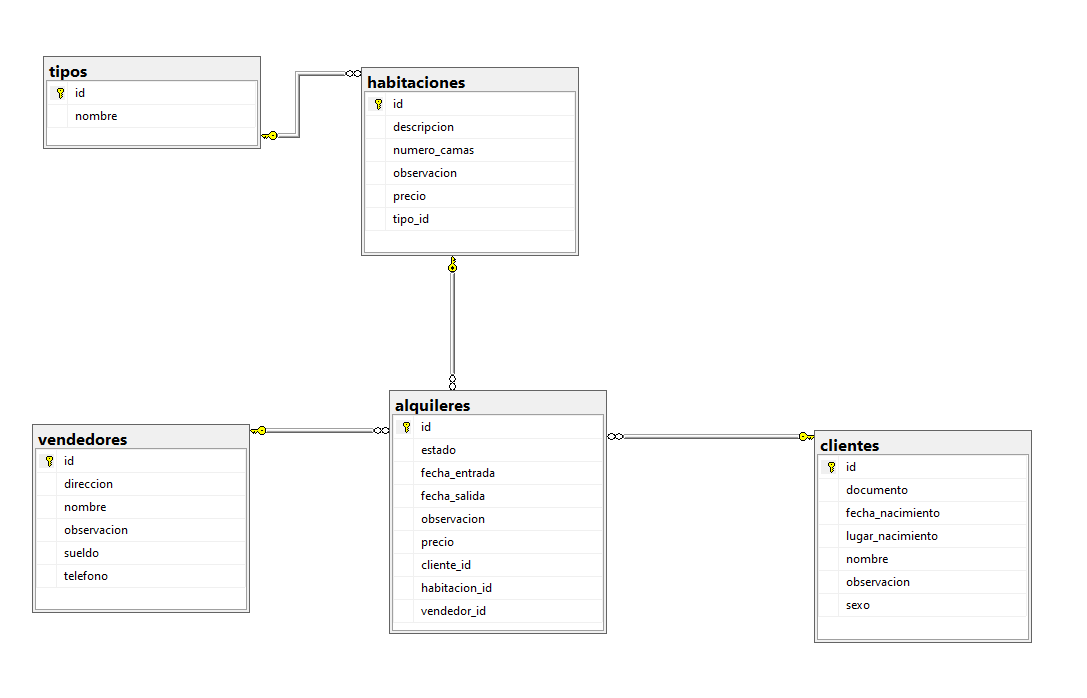 tipos
id
nombre
habitaciones
id
descripcion
numero_camas
observacion
precio
tipo_id
vendedores
id
direccion
nombre
observacion
sueldo
telefono
alquileres
id
estado
fecha_entrada
fecha_salida
observacion
precio
cliente_id
habitacion_id
vendedor_id
clientes
id
documento
fecha_nacimiento
lugar_nacimiento
nombre
observacion
sexo